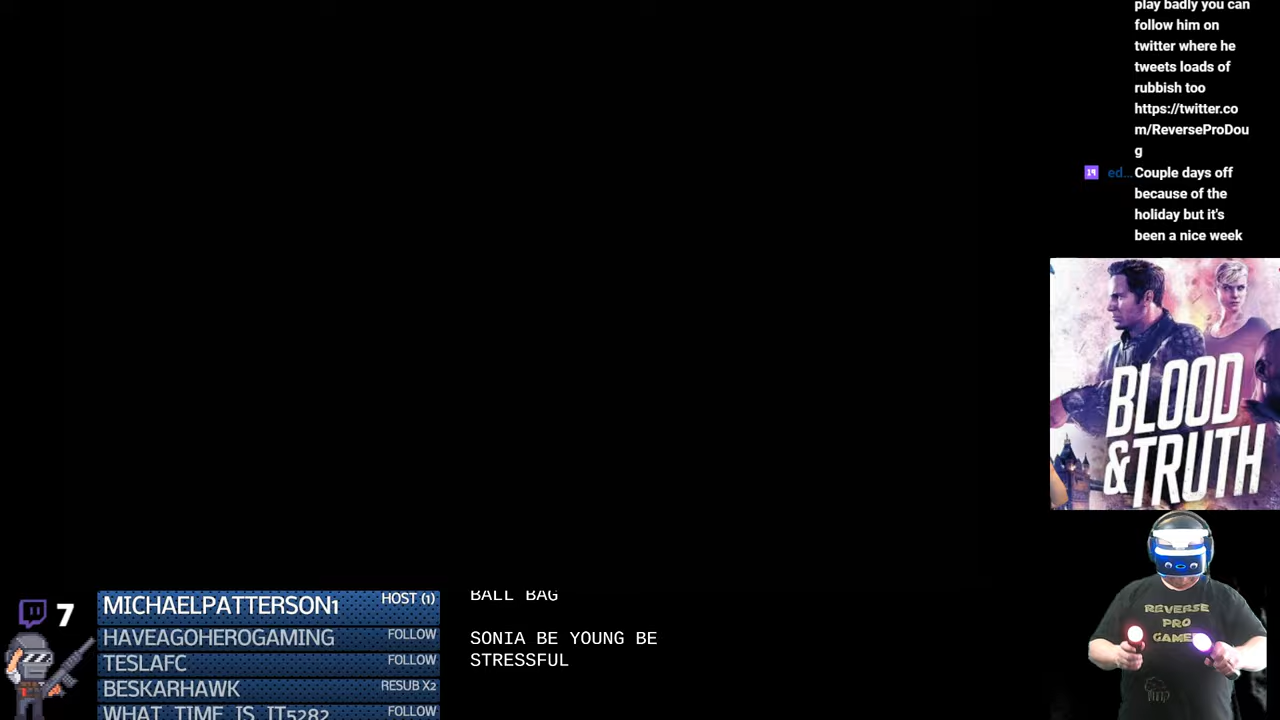 play badly you can
follow him on
twitter where he
tweets loads of
rubbish too
https://twitter.co
m/ReverseProDou
g
ed... Couple days off
because of the
holiday but it's
been a nice week
BLOOD
&TRUTH
REVERSE
PRO
7
MICHAELPATTERSON1 HOST (1)
HAVEAGOHEROGAMING FOLLOW
TESLAFC FOLLOW
BESKARHAWK RESUB X2
WHAT_TIME_IS_IT5282 FOLLOW
BALL BAG
SONIA BE YOUNG BE
STRESSFUL